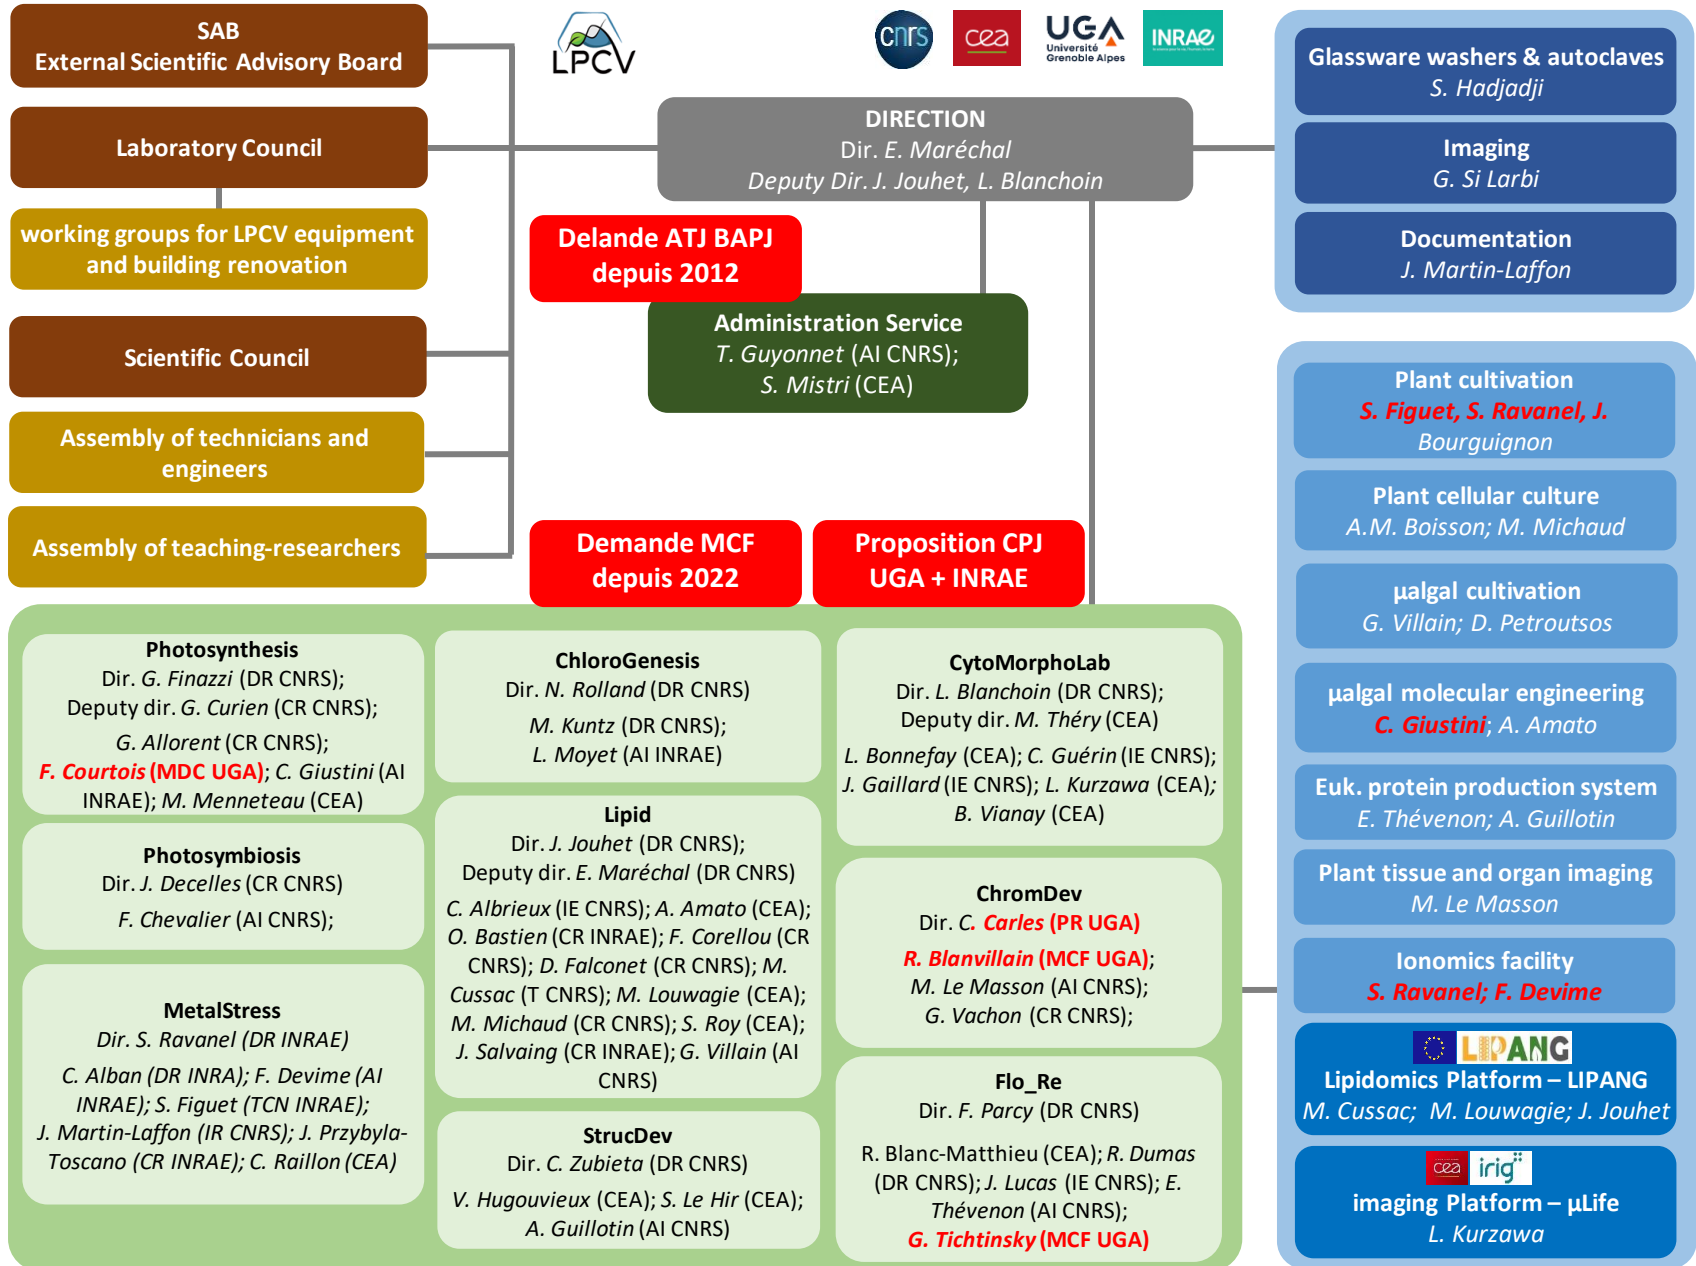 SAB
External Scientific Advisory Board
Laboratory Council
working groups for LPCV equipment
and building renovation
Scientific Council
Assembly of technicians and
engineers
Assembly of teaching-researchers
LPCV
cnrs
cea
UGA
Université
Grenoble Alpes
INRAE
DIRECTION
Dir. E. Maréchal
Deputy Dir. J. Jouhet, L. Blanchoin
Delande ATJ BAPJ
depuis 2012
Administration Service
T. Guyonnet (AI CNRS);
S. Mistri (CEA)
Demande MCF
depuis 2022
Proposition CPJ
UGA + INRAE
Glassware washers & autoclaves
S. Hadjadji
Imaging
G. Si Larbi
Documentation
J. Martin-Laffon
Photosynthesis
Dir. G. Finazzi (DR CNRS);
Deputy dir. G. Curien (CR CNRS);
G. Allorent (CR CNRS);
F. Courtois (MDC UGA); C. Giustini (AI
INRAE); M. Menneteau (CEA)
Photosymbiosis
Dir. J. Decelles (CR CNRS)
F. Chevalier (AI CNRS);
MetalStress
Dir. S. Ravanel (DR INRAE)
C. Alban (DR INRA); F. Devime (AI
INRAE); S. Figuet (TCN INRAE);
J. Martin-Laffon (IR CNRS); J. Przybyla-
Toscano (CR INRAE); C. Raillon (CEA)
ChloroGenesis
Dir. N. Rolland (DR CNRS)
M. Kuntz (DR CNRS);
L. Moyet (AI INRAE)
Lipid
Dir. J. Jouhet (DR CNRS);
Deputy dir. E. Maréchal (DR CNRS)
C. Albrieux (IE CNRS); A. Amato (CEA);
O. Bastien (CR INRAE); F. Corellou (CR
CNRS); D. Falconet (CR CNRS); M.
Cussac (T CNRS); M. Louwagie (CEA);
M. Michaud (CR CNRS); S. Roy (CEA);
J. Salvaing (CR INRAE); G. Villain (AI
CNRS)
StrucDev
Dir. C. Zubieta (DR CNRS)
V. Hugouvieux (CEA); S. Le Hir (CEA);
A. Guillotin (AI CNRS)
CytoMorphoLab
Dir. L. Blanchoin (DR CNRS);
Deputy dir. M. Théry (CEA)
L. Bonnefay (CEA); C. Guérin (IE CNRS);
J. Gaillard (IE CNRS); L. Kurzawa (CEA);
B. Vianay (CEA)
ChromDev
Dir. C. Carles (PR UGA)
R. Blanvillain (MCF UGA);
M. Le Masson (AI CNRS);
G. Vachon (CR CNRS);
Flo_Re
Dir. F. Parcy (DR CNRS)
R. Blanc-Matthieu (CEA); R. Dumas
(DR CNRS); J. Lucas (IE CNRS); E.
Thévenon (AI CNRS);
G. Tichtinsky (MCF UGA)
Plant cultivation
S. Figuet, S. Ravanel, J.
Bourguignon
Plant cellular culture
A.M. Boisson; M. Michaud
µalgal cultivation
G. Villain; D. Petroutsos
µalgal molecular engineering
C. Giustini; A. Amato
Euk. protein production system
E. Thévenon; A. Guillotin
Plant tissue and organ imaging
M. Le Masson
Ionomics facility
S. Ravanel; F. Devime
LIPANG
Lipidomics Platform – LIPANG
M. Cussac; M. Louwagie; J. Jouhet
cea irig
imaging Platform – µLife
L. Kurzawa